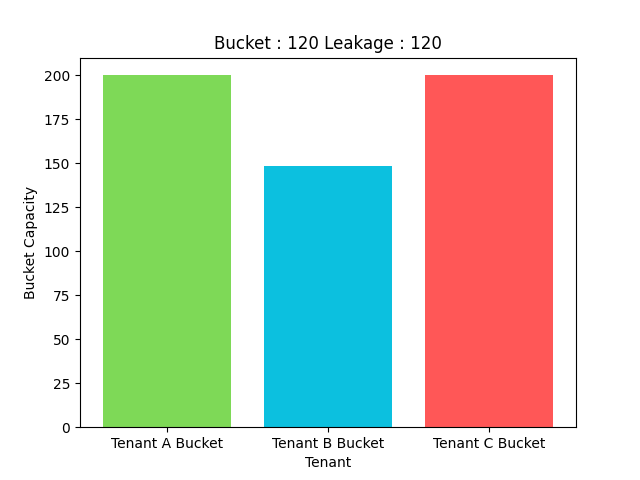 Bucket : 120 Leakage : 120
200
175
150
125
100
75
50
25
0
Bucket Capacity
Tenant A Bucket
Tenant B Bucket
Tenant C Bucket
Tenant